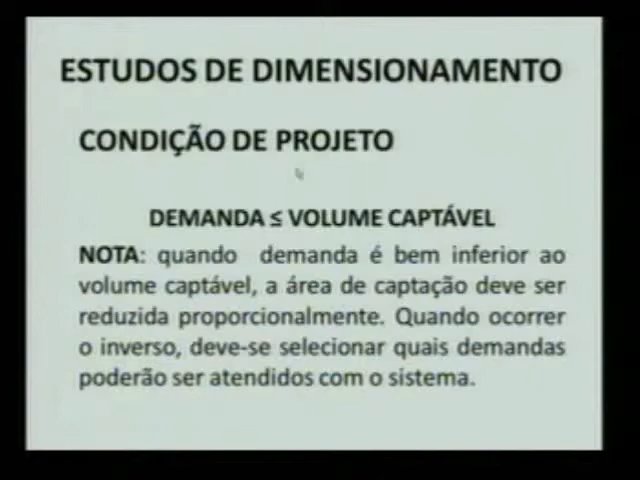 ESTUDOS DE DIMENSIONAMENTO
CONDIÇÃO DE PROJETO
DEMANDA ≤ VOLUME CAPTÁVEL
NOTA: quando demanda é bem inferior ao
volume captável, a área de captação deve ser
reduzida proporcionalmente. Quando ocorrer
o inverso, deve-se selecionar quais demandas
poderão ser atendidos com o sistema.